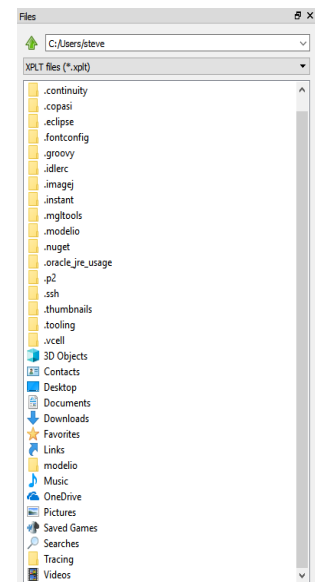 Files
C:/Users/steve
XPLT files (*.xplt)
.continuity
.copasi
.eclipse
.fontconfig
.groovy
.idlerc
.imagej
.instant
.mgltools
.modelio
.nuget
.oracle_jre_usage
.p2
.ssh
.thumbnails
.tooling
.vcell
3D Objects
Contacts
Desktop
Documents
Downloads
Favorites
Links
modelio
Music
OneDrive
Pictures
Saved Games
Searches
Tracing
Videos